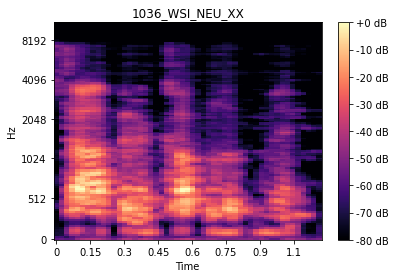 1036_WSI_NEU_XX
+0 dB
8192
-10 dB
4096
-20 dB
-30 dB
2048
Hz
-40 dB
1024
-50 dB
512
-60 dB
-70 dB
0
-80 dB
0 0.15 0.3 0.45 0.6 0.75 0.9 1.1
Time